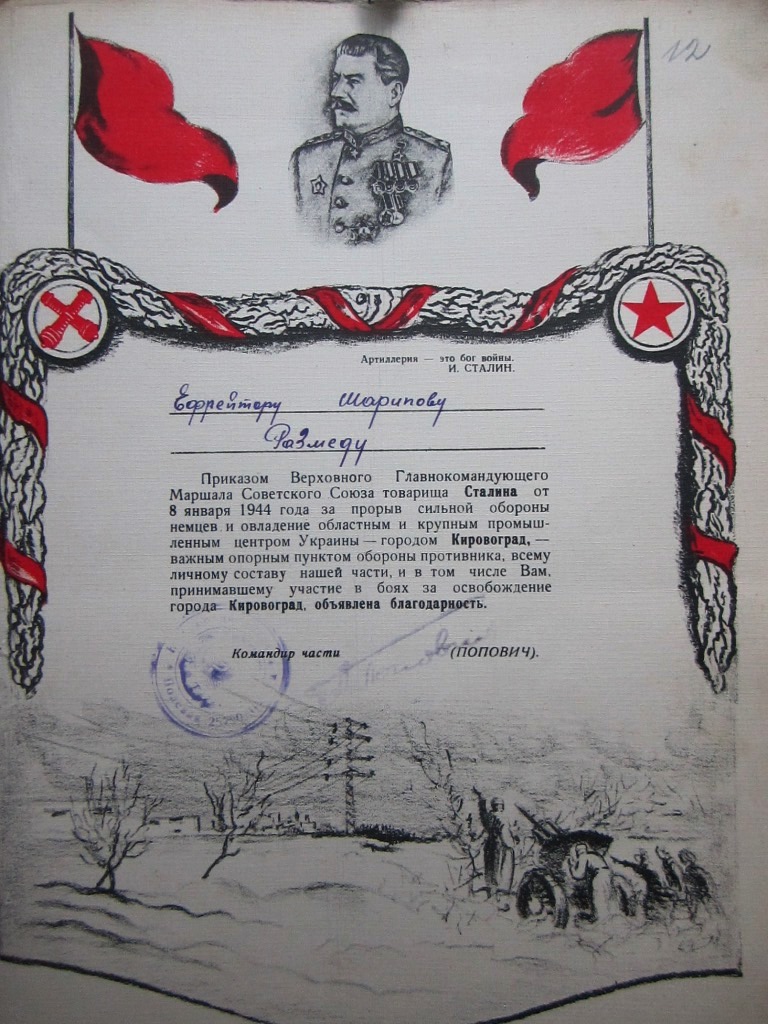 12
Артиллерия — это бог войны.
И. СТАЛИН.
Ефрейтору Шарипову
Размеду
Приказом Верховного Главнокомандующего
Маршала Советского Союза товарища Сталина от
8 января 1944 года за прорыв сильной обороны
немцев и овладение областным и крупным промыш-
ленным центром Украины — городом Кировоград, —
важным опорным пунктом обороны противника, всему
личному составу нашей части, и в том числе Вам,
принимавшему участие в боях за освобождение
города Кировоград, объявлена благодарность.
Командир части (ПОПОВИЧ).